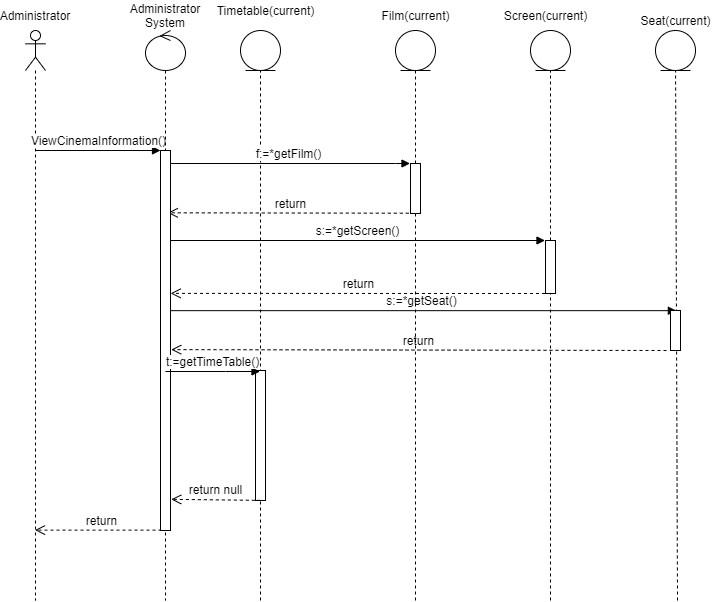 Administrator
Administrator
System
Timetable(current)
Film(current)
Screen(current)
Seat(current)
ViewCinemaInformation()
f:=*getFilm()
return
s:=*getScreen()
return
s:=*getSeat()
return
t:=getTimeTable()
return null
return